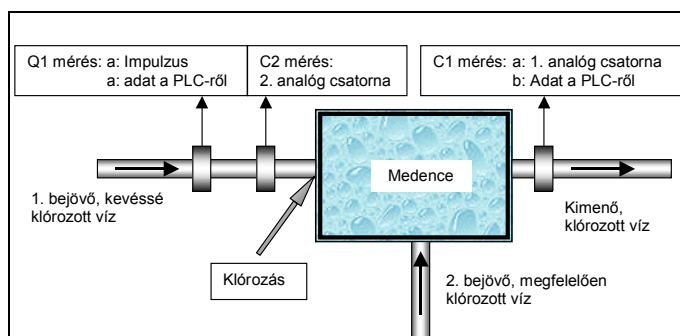 Q1 mérés: a: Impulzus
a: adat a PLC-ről
C2 mérés:
2. analóg csatorna
C1 mérés: a: 1. analóg csatorna
b: Adat a PLC-ről
Medence
1. bejövő, kevéssé
klórozott víz
Kimenő,
klórozott víz
Klórozás
2. bejövő, megfelelően
klórozott víz